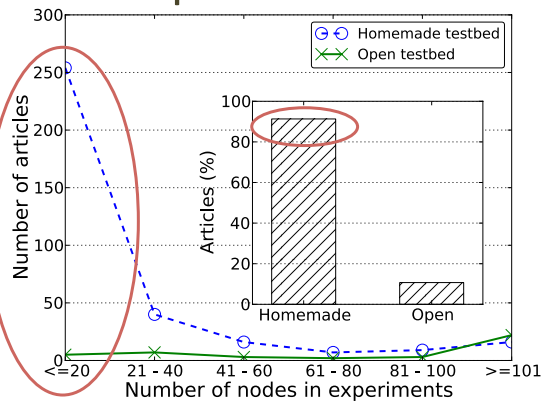 300
250
200
150
100
50
0
Number of articles
Homemade testbed
Open testbed
100
80
60
40
20
0
Articles (%)
Homemade Open
<=20 21 - 40 41 - 60 61 - 80 81 - 100 >=101
Number of nodes in experiments